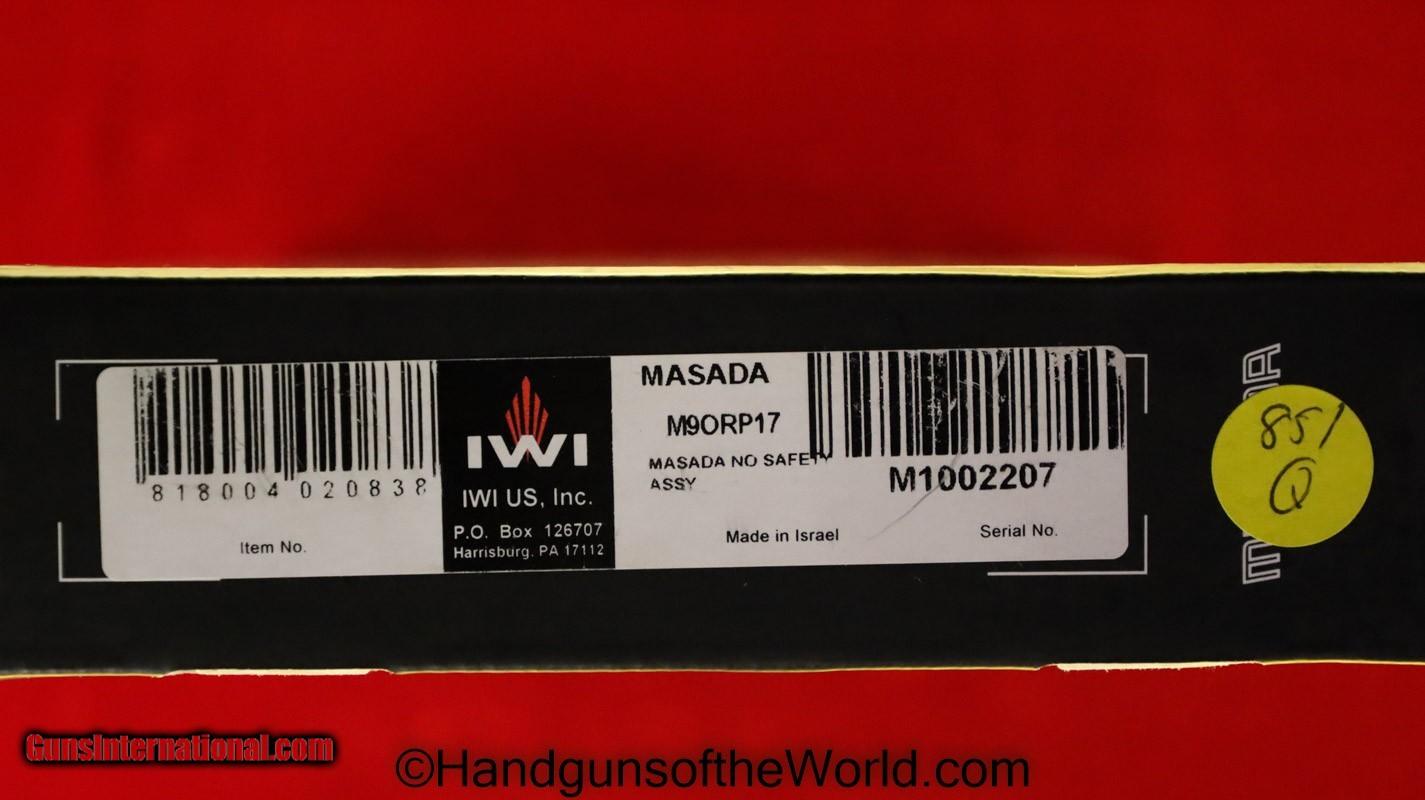 818004 020838
Item No.
IWI
IWI US, Inc.
P.O. Box 126707
Harrisburg, PA 17112
MASADA
M9ORP17
MASADA NO SAFETY
ASSY
M1002207
Made in Israel
Serial No.
851
Q
GunsInternational.com
©HandgunsoftheWorld.com